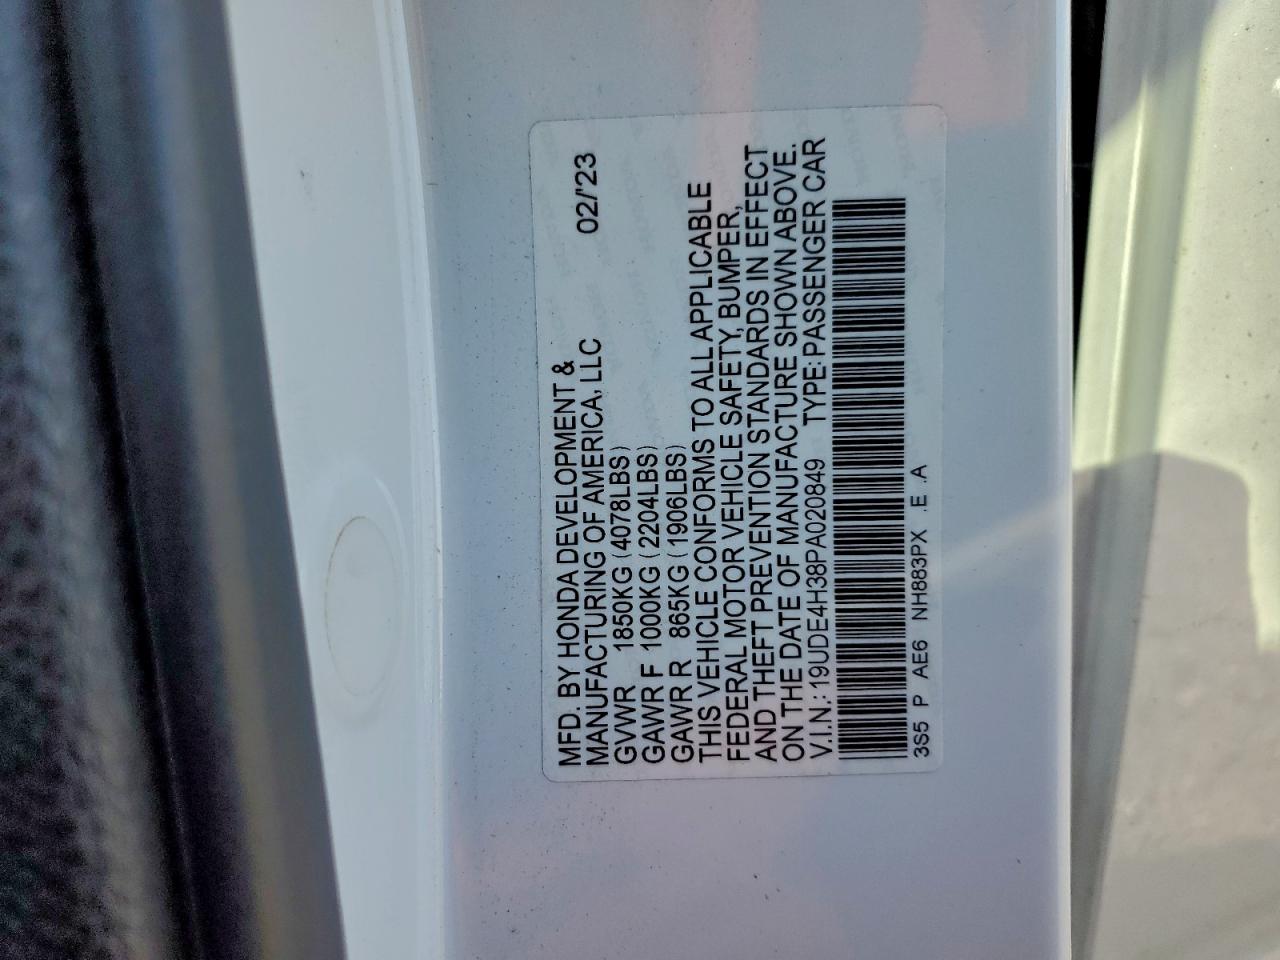 MFD. BY HONDA DEVELOPMENT &
MANUFACTURING OF AMERICA, LLC 02/'23
GVWR 1850KG (4078LBS)
GAWR F 1000KG (2204LBS)
GAWR R 865KG (1906LBS)
THIS VEHICLE CONFORMS TO ALL APPLICABLE
FEDERAL MOTOR VEHICLE SAFETY, BUMPER,
AND THEFT PREVENTION STANDARDS IN EFFECT
ON THE DATE OF MANUFACTURE SHOWN ABOVE.
V.I.N.: 19UDE4H38PA020849 TYPE: PASSENGER CAR
3S5 P AE6 NH883PX .E .A